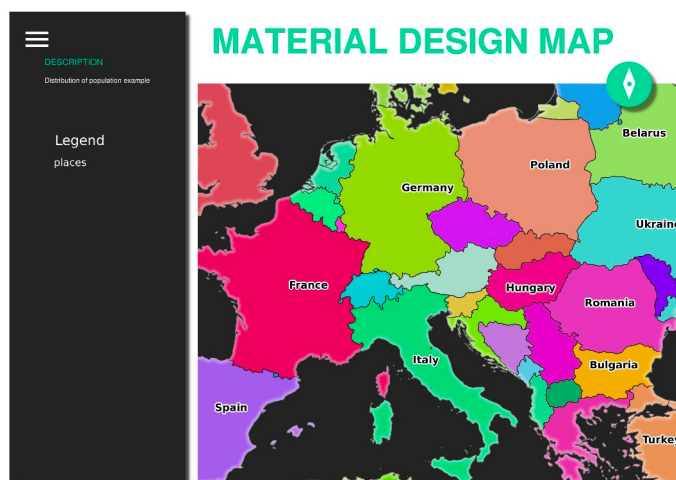 MATERIAL DESIGN MAP
DESCRIPTION
Distribution of population example
Legend
places
Belarus
Poland
Germany
Ukraine
France
Hungary
Romania
Italy
Bulgaria
Spain
Turkey